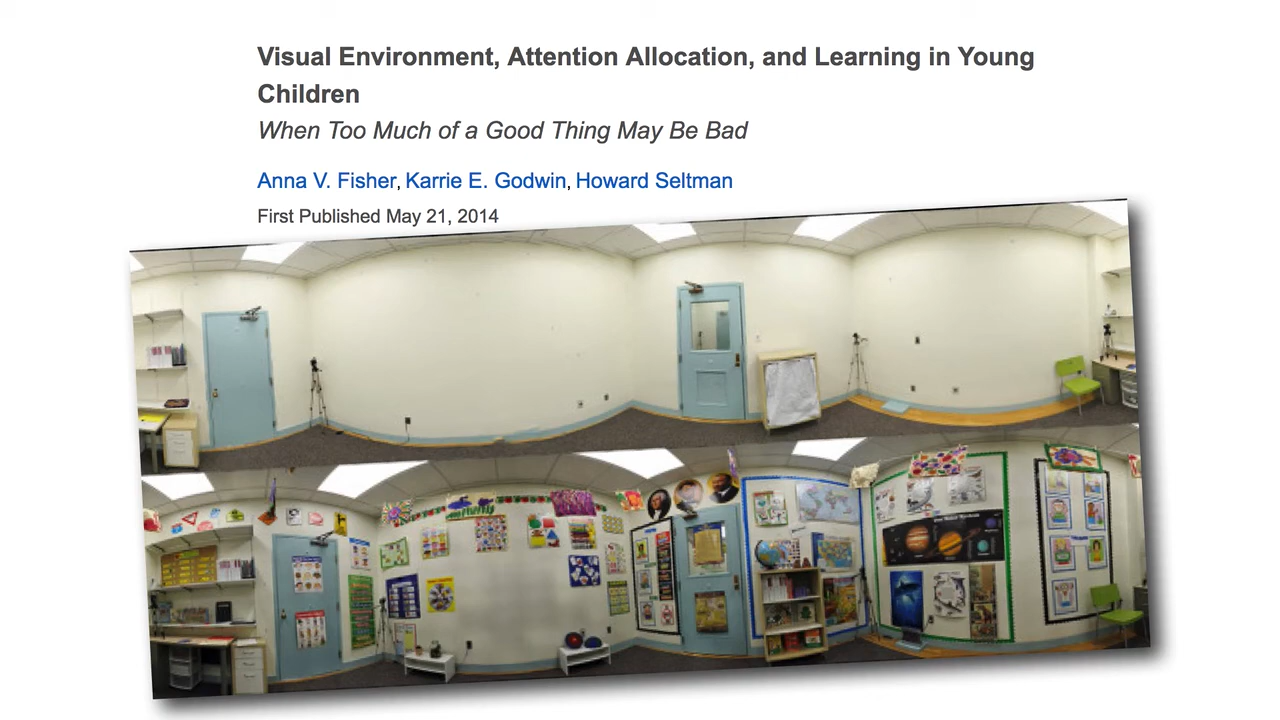 Visual Environment, Attention Allocation, and Learning in Young
Children
When Too Much of a Good Thing May Be Bad
Anna V. Fisher, Karrie E. Godwin, Howard Seltman
First Published May 21, 2014